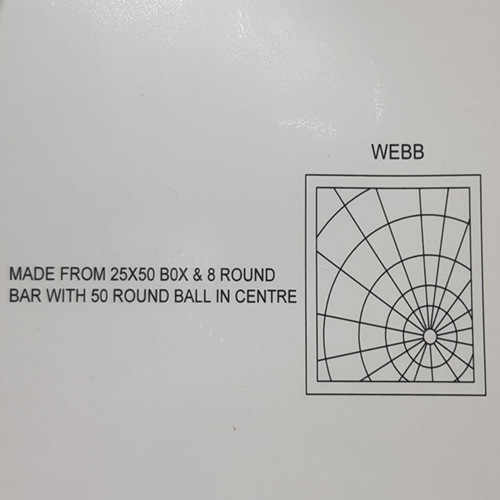 WEBB
MADE FROM 25X50 B0X & 8 ROUND
BAR WITH 50 ROUND BALL IN CENTRE